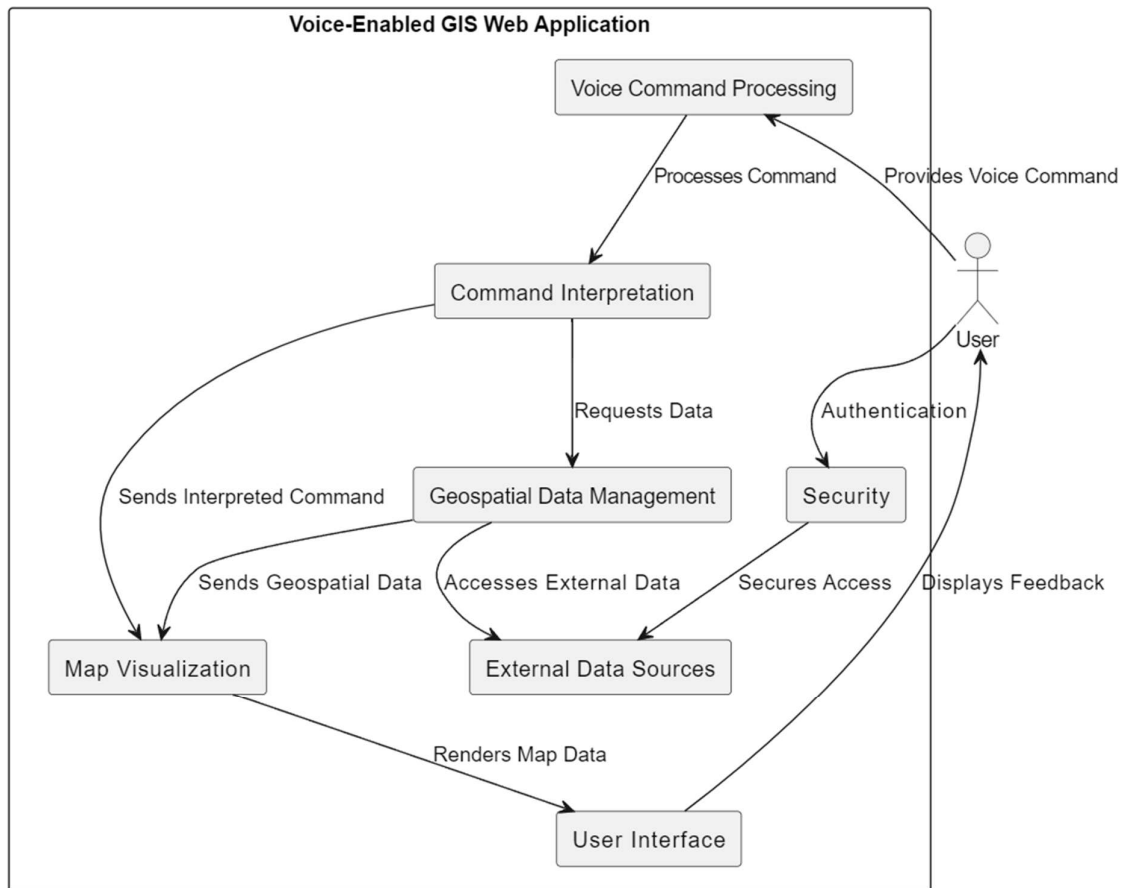 Voice-Enabled GIS Web Application
Voice Command Processing
Processes Command
Provides Voice Command
Command Interpretation
User
Requests Data
Authentication
Sends Interpreted Command
Geospatial Data Management
Security
Sends Geospatial Data
Accesses External Data
Secures Access
Displays Feedback
Map Visualization
External Data Sources
Renders Map Data
User Interface